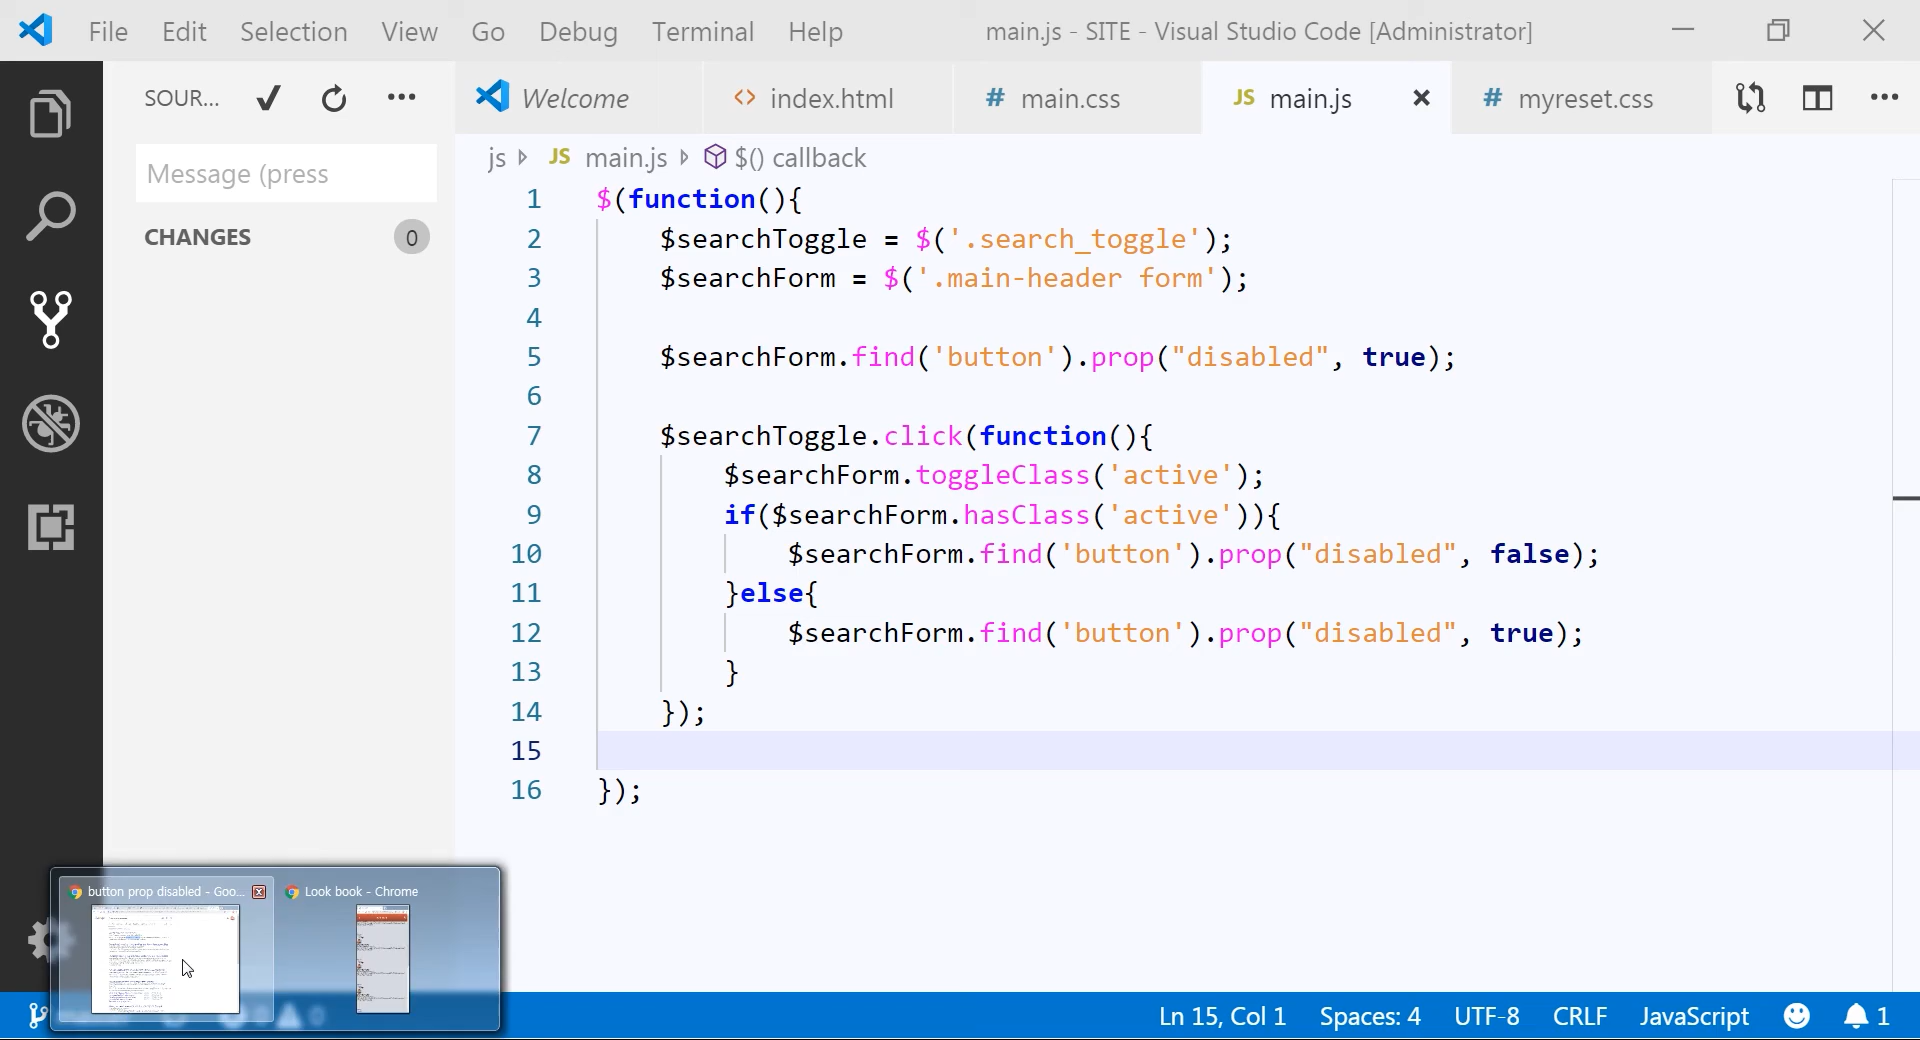 File Edit Selection View Go Debug Terminal Help main.js - SITE - Visual Studio Code [Administrator]
SOUR... ••• Welcome <> index.html # main.css JS main.js × # myreset.css •••
js JS main.js $() callback
Message (press
CHANGES 0
1 $(function(){
2 $searchToggle = $('.search_toggle');
3 $searchForm = $('.main-header form');
4
5 $searchForm.find('button').prop("disabled", true);
6
7 $searchToggle.click(function(){
8 $searchForm.toggleClass('active');
9 if($searchForm.hasClass('active')){
10 $searchForm.find('button').prop("disabled", false);
11 }else{
12 $searchForm.find('button').prop("disabled", true);
13 }
14 });
15
16 });
button prop disabled - Goo... Look book - Chrome
Ln 15, Col 1 Spaces: 4 UTF-8 CRLF JavaScript 1